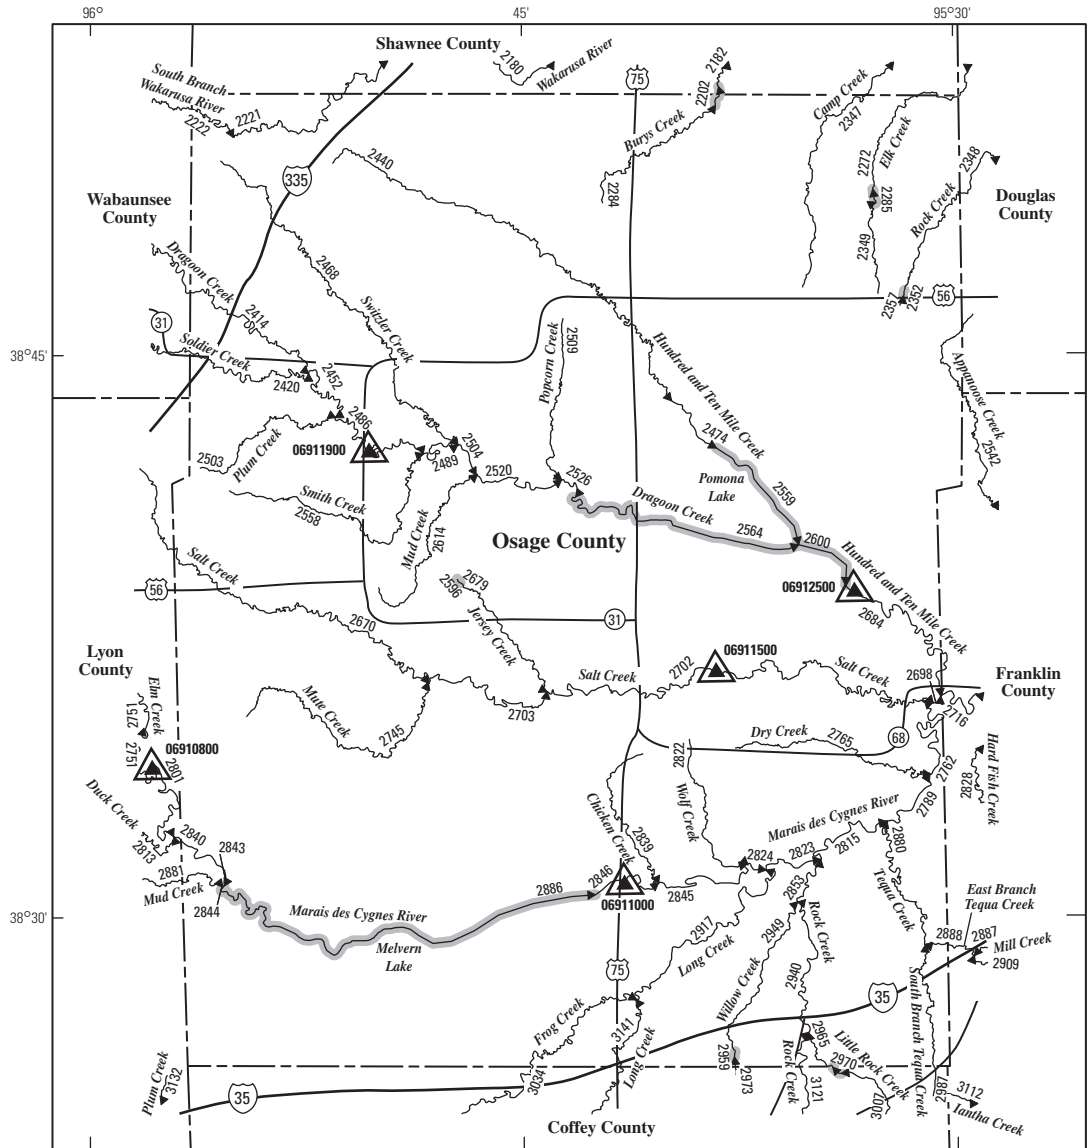 96°
45'
95°30'
Shawnee County
2180
Wakarusa River
75
2182
2202
South Branch
Wakarusa River
2221
2222
Burys Creek
Camp Creek
2347
Elk Creek
2272
2348
2440
335
2284
2285
Rock Creek
Wabaunsee
County
Douglas
County
2349
2468
Dragoon Creek
2414
Switzler Creek
2357
2352
56
31
2509
Popcorn Creek
38°45'
Soldier Creek
2420
2452
Hundred and Ten Mile Creek
Appanoose Creek
2486
2474
2542
06911900
Plum Creek
2503
2504
2489
2520
2526
Pomona
Lake
2559
Smith Creek
2558
Mud Creek
2614
Dragoon Creek
2564
Osage County
2600
Hundred and Ten Mile Creek
Salt Creek
56
2679
2596
Jersey Creek
06912500
2684
31
2670
Lyon
County
06911500
2702
Salt Creek
Salt Creek
2698
Franklin
County
2716
Elm Creek
2751
Mute Creek
2745
2703
68
Dry Creek
2765
2822
06910800
2751
2801
2762
Hard Fish Creek
2828
2789
Duck Creek
2813
2840
2843
Chicken Creek
2839
Wolf Creek
Marais des Cygnes River
2824
2823
2815
2880
2881
Mud Creek
2844
2886
2846
06911000
2845
2853
Tequa Creek
East Branch
Tequa Creek
38°30'
Marais des Cygnes River
Melvern
Lake
2917
Long Creek
2949
Rock Creek
2888
2887
Mill Creek
2909
75
Willow Creek
2940
35
South Branch Tequa Creek
Frog Creek
3141
Long Creek
2965
Little Rock Creek
2970
Plum Creek
3132
3034
2959
2973
Rock Creek
3121
3007
3112
Iantha Creek
35
Coffey County